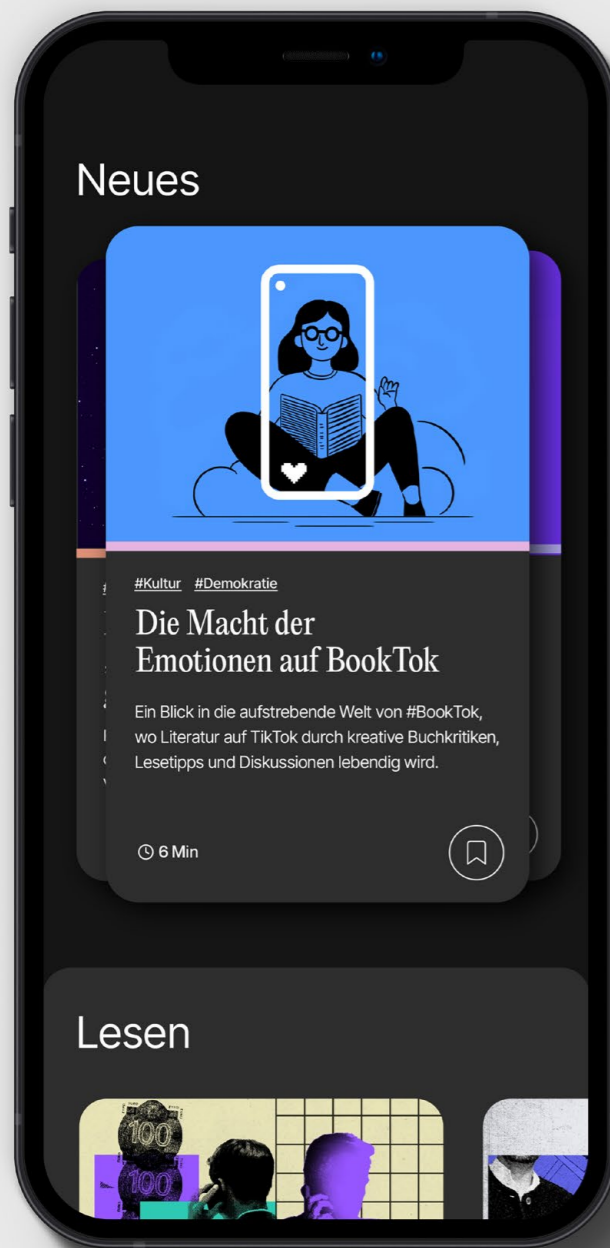 Neues
#Kultur #Demokratie
Die Macht der
Emotionen auf BookTok
Ein Blick in die aufstrebende Welt von #BookTok,
wo Literatur auf TikTok durch kreative Buchkritiken,
Lesetipps und Diskussionen lebendig wird.
6 Min
Lesen
100
100